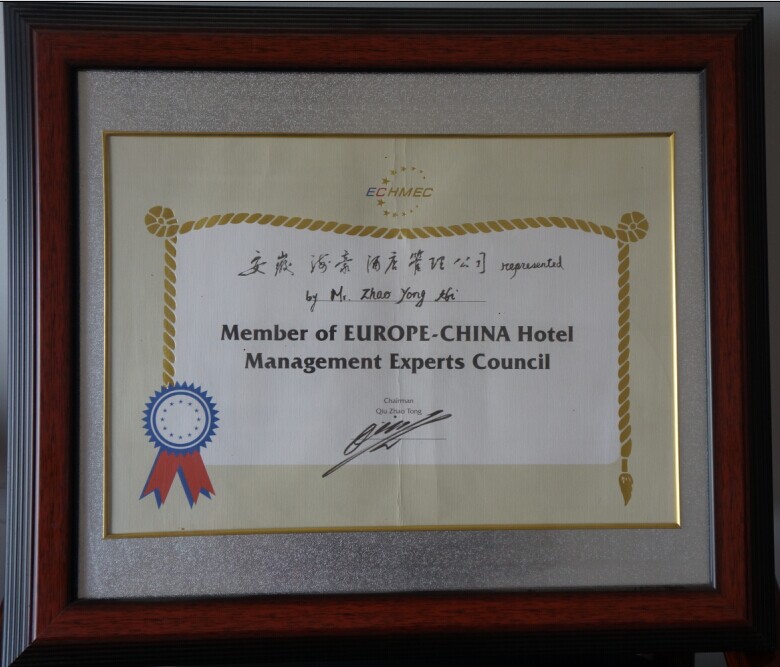 ECHMEC
安徽 海豪 酒店管理公司 represented
by Mr. Zhao Yong
Member of EUROPE-CHINA Hotel
Management Experts Council
Chairman
Qiu Zhao Tong